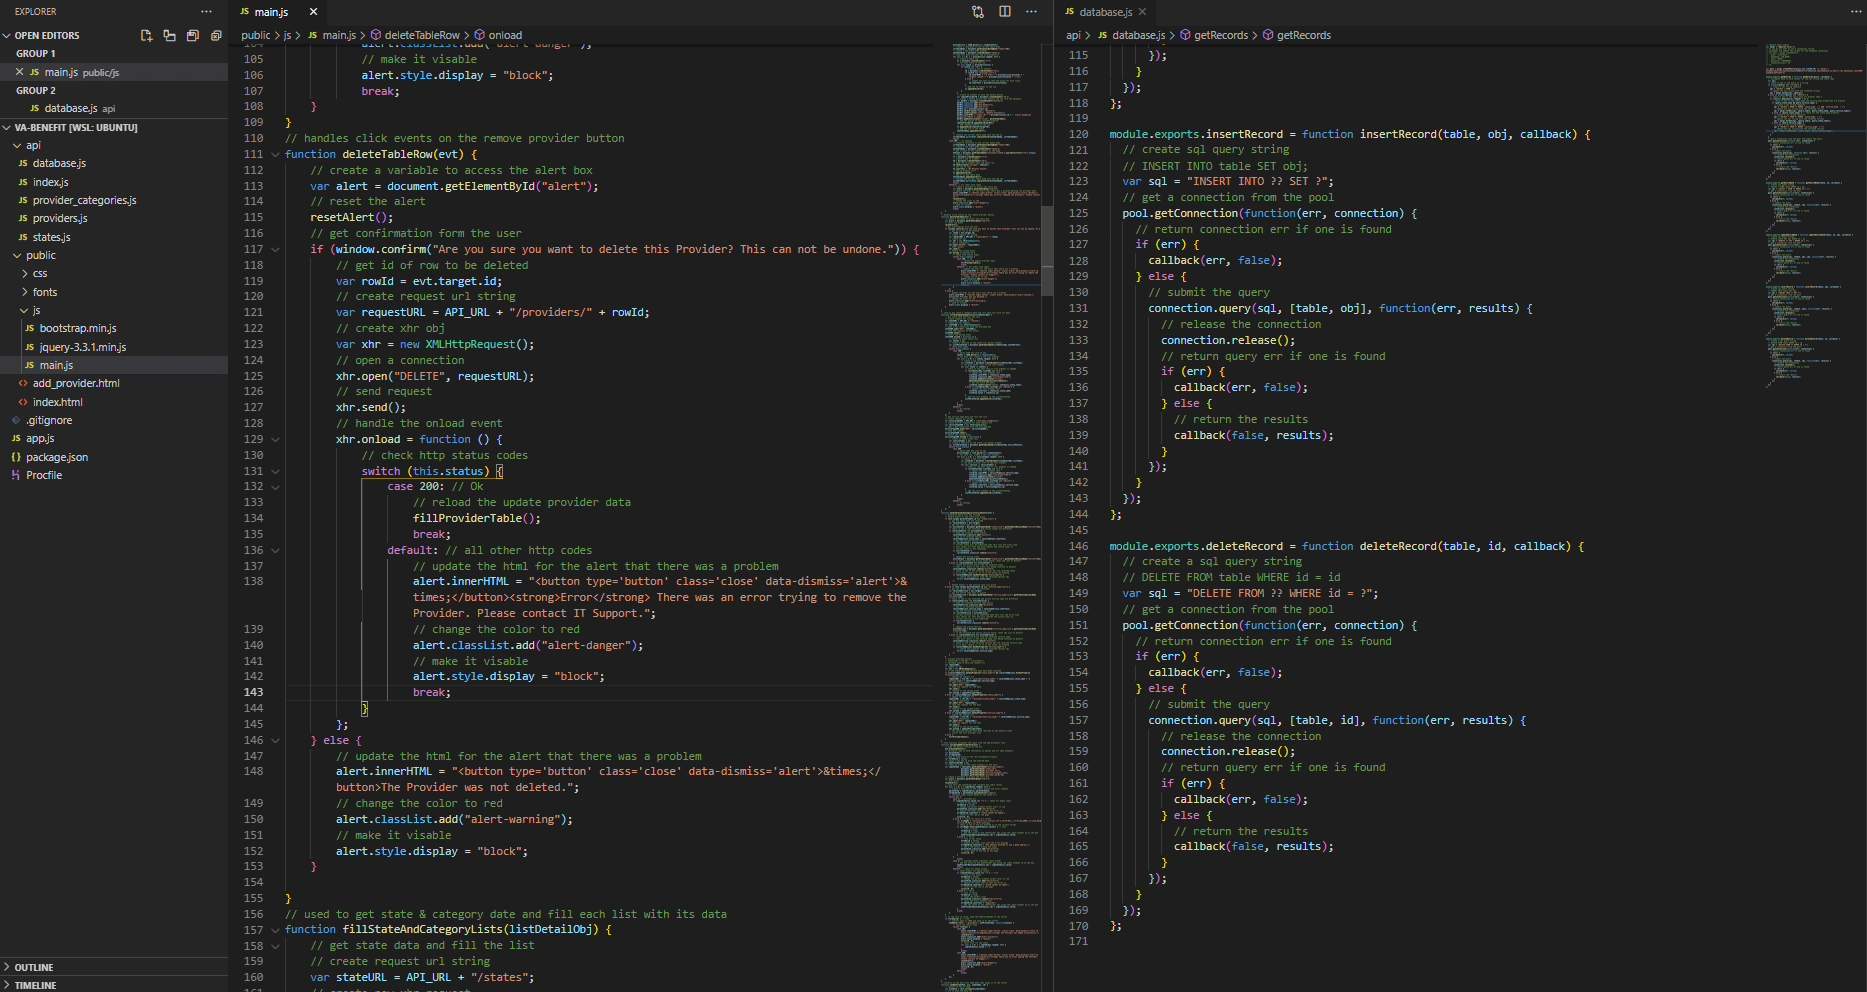 EXPLORER
OPEN EDITORS
GROUP 1
main.js public/js
GROUP 2
database.js api
VA-BENEFIT [WSL: UBUNTU]
api
database.js
index.js
provider_categories.js
providers.js
states.js
public
css
fonts
js
bootstrap.min.js
jquery-3.3.1.min.js
main.js
add_provider.html
index.html
.gitignore
app.js
package.json
Procfile
OUTLINE
TIMELINE
main.js
public > js > main.js > deleteTableRow > onload
105 // make it visable
106 alert.style.display = "block";
107 break;
108 }
109 }
110 // handles click events on the remove provider button
111 function deleteTableRow(evt) {
112 // create a variable to access the alert box
113 var alert = document.getElementById("alert");
114 // reset the alert
115 resetAlert();
116 // get confirmation form the user
117 if (window.confirm("Are you sure you want to delete this Provider? This can not be undone.")) {
118 // get id of row to be deleted
119 var rowId = evt.target.id;
120 // create request url string
121 var requestURL = API_URL + "/providers/" + rowId;
122 // create xhr obj
123 var xhr = new XMLHttpRequest();
124 // open a connection
125 xhr.open("DELETE", requestURL);
126 // send request
127 xhr.send();
128 // handle the onload event
129 xhr.onload = function () {
130 // check http status codes
131 switch (this.status) {
132 case 200: // Ok
133 // reload the update provider data
134 fillProviderTable();
135 break;
136 default: // all other http codes
137 // update the html for the alert that there was a problem
138 alert.innerHTML = "<button type='button' class='close' data-dismiss='alert'>&
times;</button><strong>Error</strong> There was an error trying to remove the
Provider. Please contact IT Support.";
139 // change the color to red
140 alert.classList.add("alert-danger");
141 // make it visable
142 alert.style.display = "block";
143 break;
144 }
145 };
146 } else {
147 // update the html for the alert that there was a problem
148 alert.innerHTML = "<button type='button' class='close' data-dismiss='alert'>&times;</
button>The Provider was not deleted.";
149 // change the color to red
150 alert.classList.add("alert-warning");
151 // make it visable
152 alert.style.display = "block";
153 }
154
155 }
156 // used to get state & category date and fill each list with its data
157 function fillStateAndCategoryLists(listDetailObj) {
158 // get state data and fill the list
159 // create request url string
160 var stateURL = API_URL + "/states";
database.js
api > database.js > getRecords > getRecords
115 });
116 }
117 });
118 };
119
120 module.exports.insertRecord = function insertRecord(table, obj, callback) {
121 // create sql query string
122 // INSERT INTO table SET obj;
123 var sql = "INSERT INTO ?? SET ?";
124 // get a connection from the pool
125 pool.getConnection(function(err, connection) {
126 // return connection err if one is found
127 if (err) {
128 callback(err, false);
129 } else {
130 // submit the query
131 connection.query(sql, [table, obj], function(err, results) {
132 // release the connection
133 connection.release();
134 // return query err if one is found
135 if (err) {
136 callback(err, false);
137 } else {
138 // return the results
139 callback(false, results);
140 }
141 });
142 }
143 });
144 };
145
146 module.exports.deleteRecord = function deleteRecord(table, id, callback) {
147 // create a sql query string
148 // DELETE FROM table WHERE id = id
149 var sql = "DELETE FROM ?? WHERE id = ?";
150 // get a connection from the pool
151 pool.getConnection(function(err, connection) {
152 // return connection err if one is found
153 if (err) {
154 callback(err, false);
155 } else {
156 // submit the query
157 connection.query(sql, [table, id], function(err, results) {
158 // release the connection
159 connection.release();
160 // return query err if one is found
161 if (err) {
162 callback(err, false);
163 } else {
164 // return the results
165 callback(false, results);
166 }
167 });
168 }
169 });
170 };
171